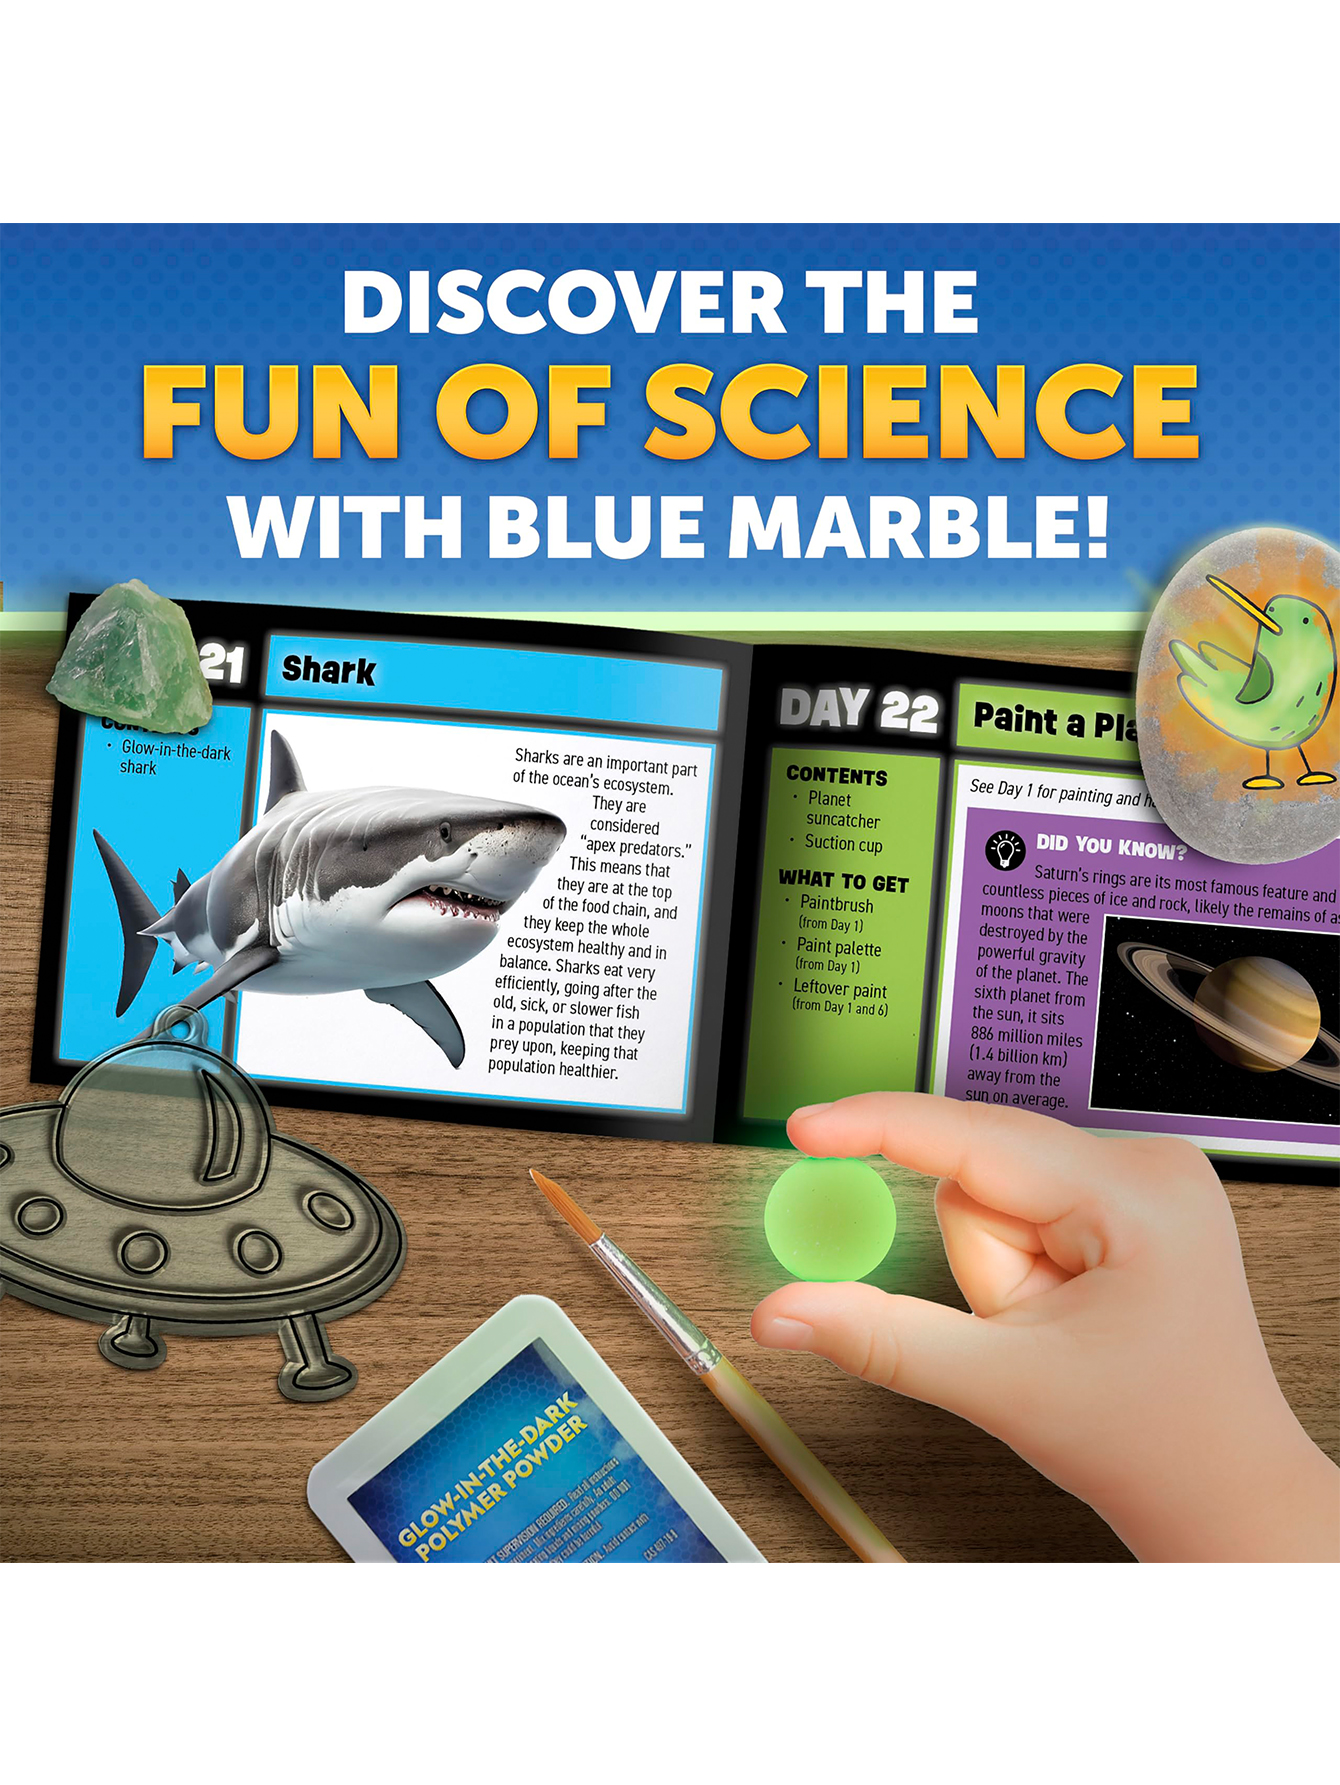 DISCOVER THE
FUN OF SCIENCE
WITH BLUE MARBLE!
21
Shark
• Glow-in-the-dark
shark
Sharks are an important part
of the ocean's ecosystem.
They are
considered
"apex predators."
This means that
they are at the top
of the food chain, and
they keep the whole
ecosystem healthy and in
balance. Sharks eat very
efficiently, going after the
old, sick, or slower fish
in a population that they
prey upon, keeping that
population healthier.
DAY 22
Paint a Pla
CONTENTS
• Planet
suncatcher
• Suction cup
WHAT TO GET
• Paintbrush
(from Day 1)
• Paint palette
(from Day 1)
• Leftover paint
(from Day 1 and 6)
See Day 1 for painting and
DID YOU KNOW?
Saturn's rings are its most famous feature and
countless pieces of ice and rock, likely the remains of
moons that were
destroyed by the
powerful gravity
of the planet. The
sixth planet from
the sun, it sits
886 million miles
(1.4 billion km)
away from the
sun on average.
GLOW-IN-THE-DARK
POLYMER POWDER
SUPERVISION REQUIRED. Read all instructions